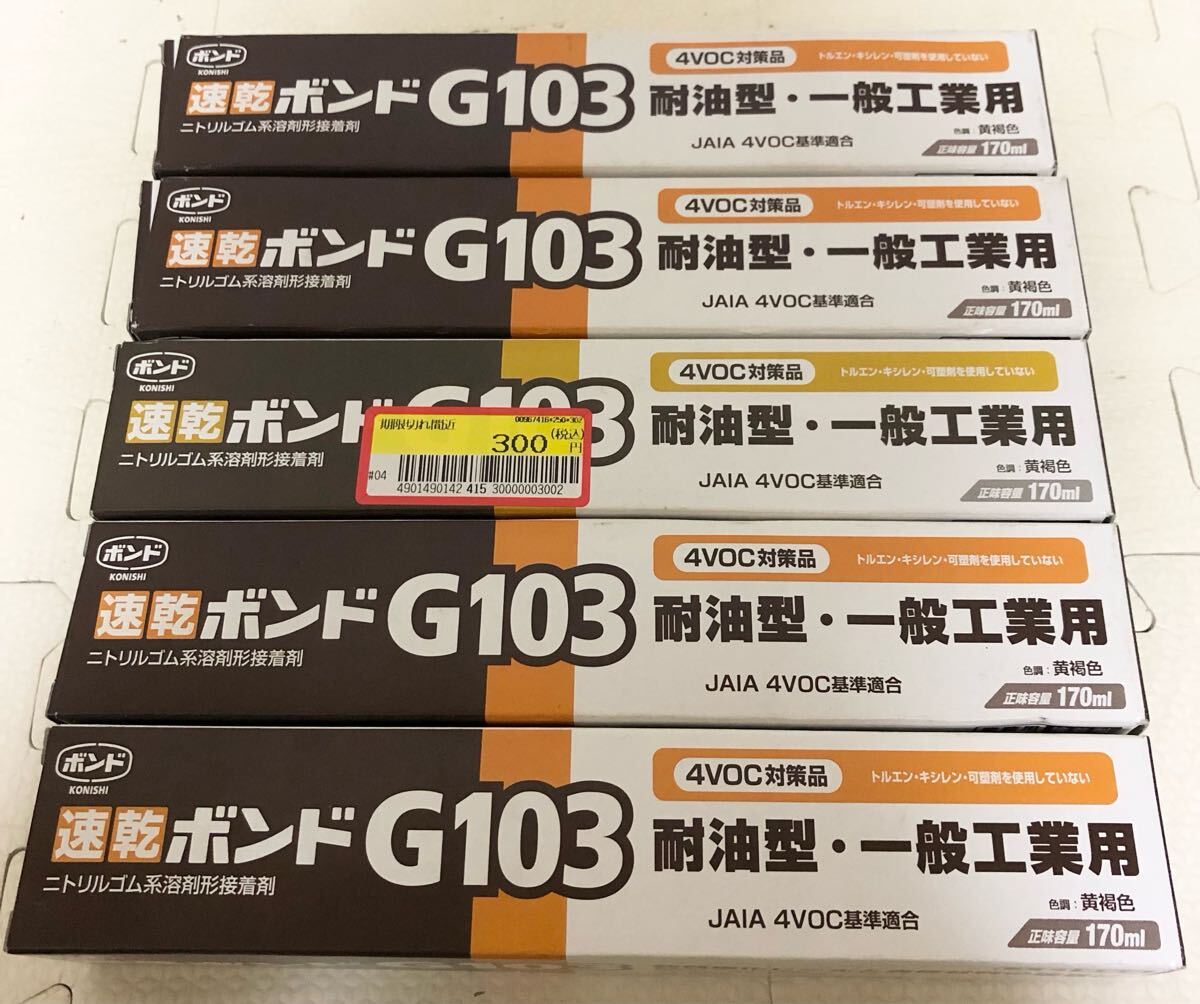 ボンド
KONISHI
速乾ボンドG103
ニトリルゴム系溶剤形接着剤
4VOC対策品 トルエン・キシレン・可塑剤を使用していない
耐油型・一般工業用
JAIA 4VOC基準適合
色調：黄褐色
正味容量 170ml
ボンド
KONISHI
速乾ボンドG103
ニトリルゴム系溶剤形接着剤
4VOC対策品 トルエン・キシレン・可塑剤を使用していない
耐油型・一般工業用
JAIA 4VOC基準適合
色調：黄褐色
正味容量 170ml
ボンド
KONISHI
速乾ボンド 03
ニトリルゴム系溶剤形接着剤
期限切れ間近
00967416*250*302
300
(税込)
円
#04
4901490142 415 30000003002
4VOC対策品 トルエン・キシレン・可塑剤を使用していない
耐油型・一般工業用
JAIA 4VOC基準適合
色調：黄褐色
正味容量 170ml
ボンド
KONISHI
速乾ボンドG103
ニトリルゴム系溶剤形接着剤
4VOC対策品 トルエン・キシレン・可塑剤を使用していない
耐油型・一般工業用
JAIA 4VOC基準適合
色調：黄褐色
正味容量 170ml
ボンド
KONISHI
速乾ボンドG103
ニトリルゴム系溶剤形接着剤
4VOC対策品 トルエン・キシレン・可塑剤を使用していない
耐油型・一般工業用
JAIA 4VOC基準適合
色調：黄褐色
正味容量 170ml